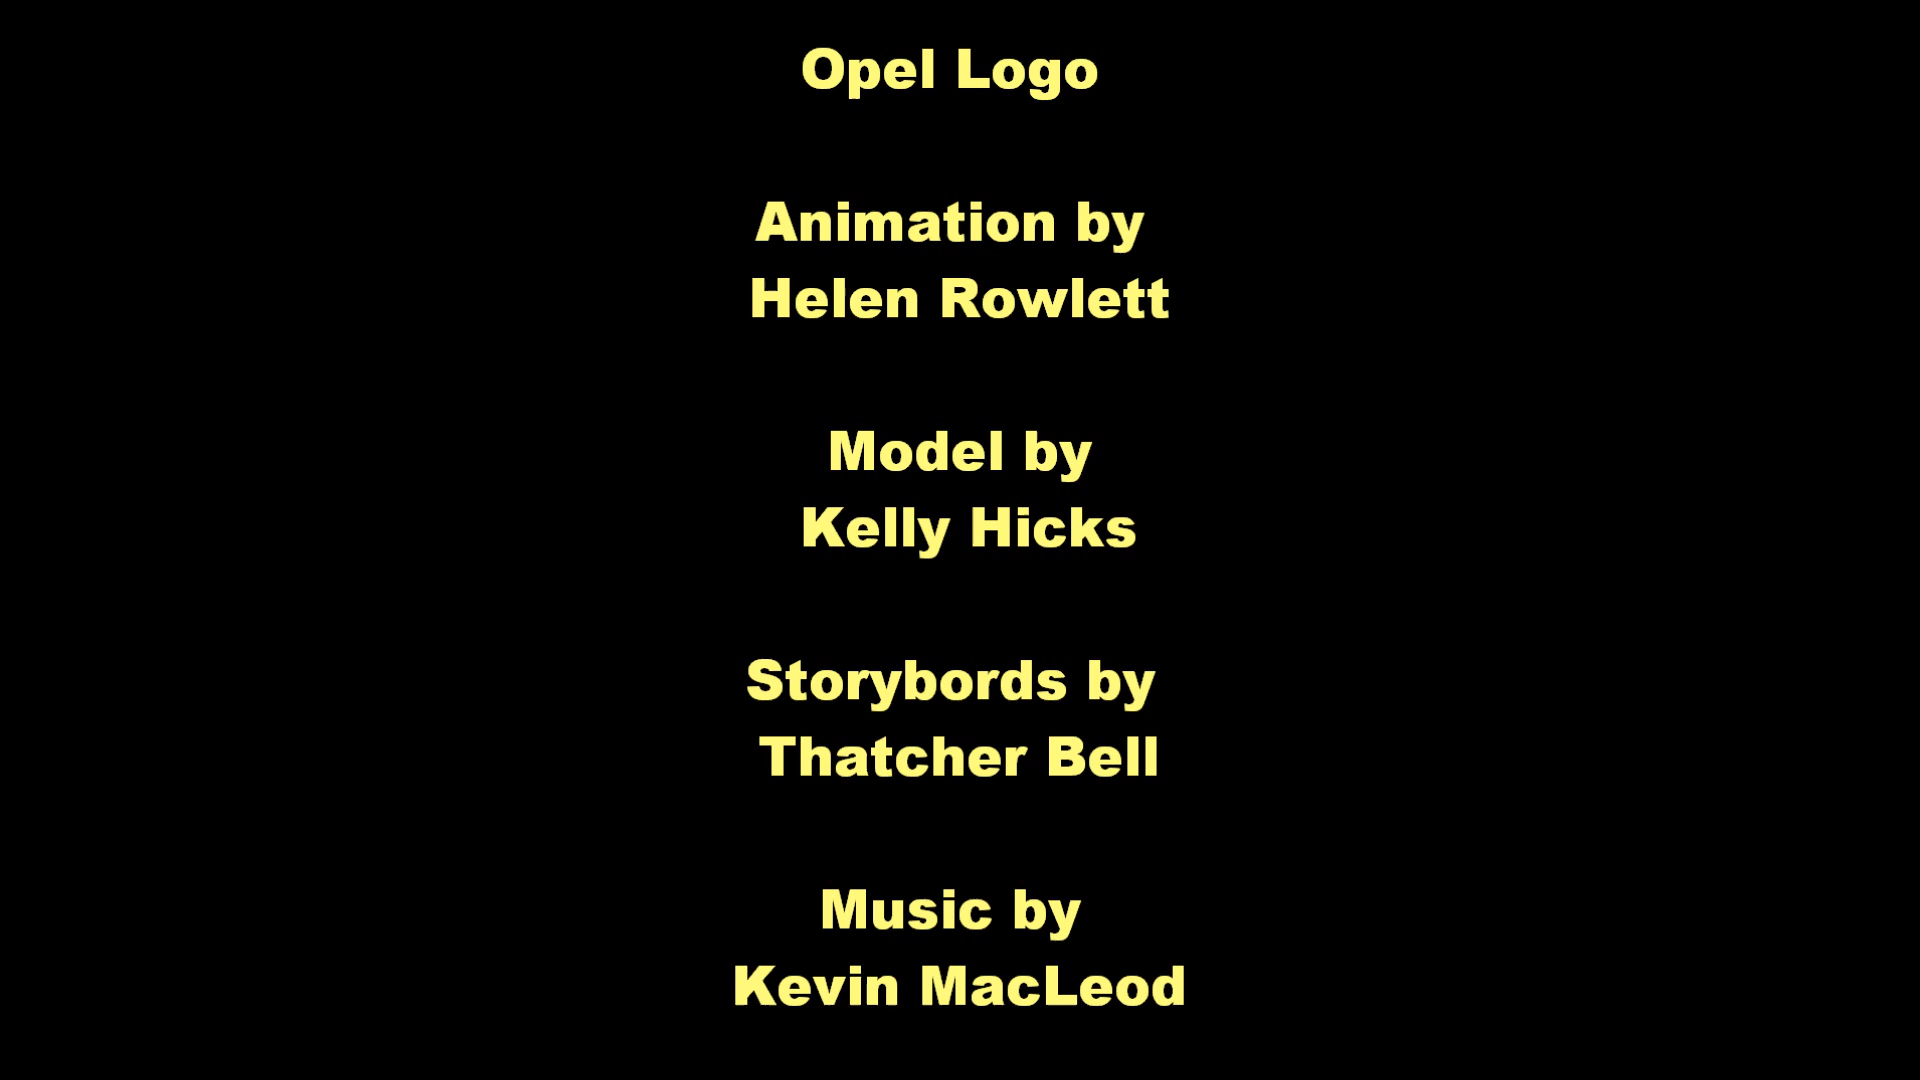 Opel Logo
Animation by
Helen Rowlett
Model by
Kelly Hicks
Storybords by
Thatcher Bell
Music by
Kevin MacLeod